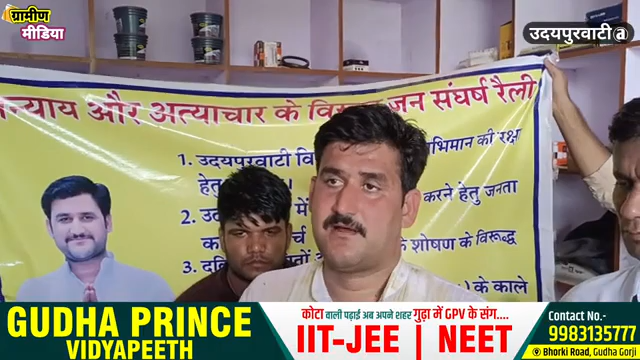 ग्रामीण
मीडिया
उदयपुरवाटी
न्याय और अत्याचार के विरूद्ध जन संघर्ष रैली
1. उदयपुरवाटी वि भिमान की रक्ष
हेतु
करने हेतु जनता
2. में
के शोषण के विरूद्ध
3.
के काले
GUDHA PRINCE
VIDYAPEETH
कोटा वाली पढ़ाई अब अपने शहर गुढ़ा में GPV के संग....
IIT-JEE | NEET
Contact No.-
9983135777
Bhorki Road, Gudha Gorji